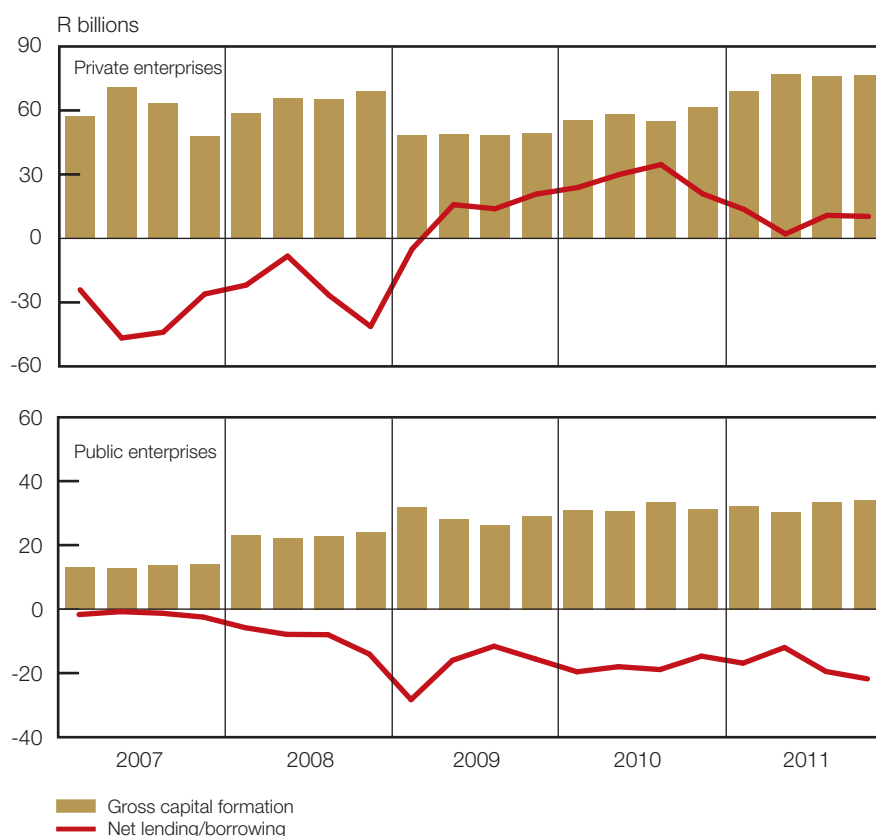 R billions
90
Private enterprises
60
30
0
-30
-60
60
Public enterprises
40
20
0
-20
-40
2007 2008 2009 2010 2011
Gross capital formation
Net lending/borrowing